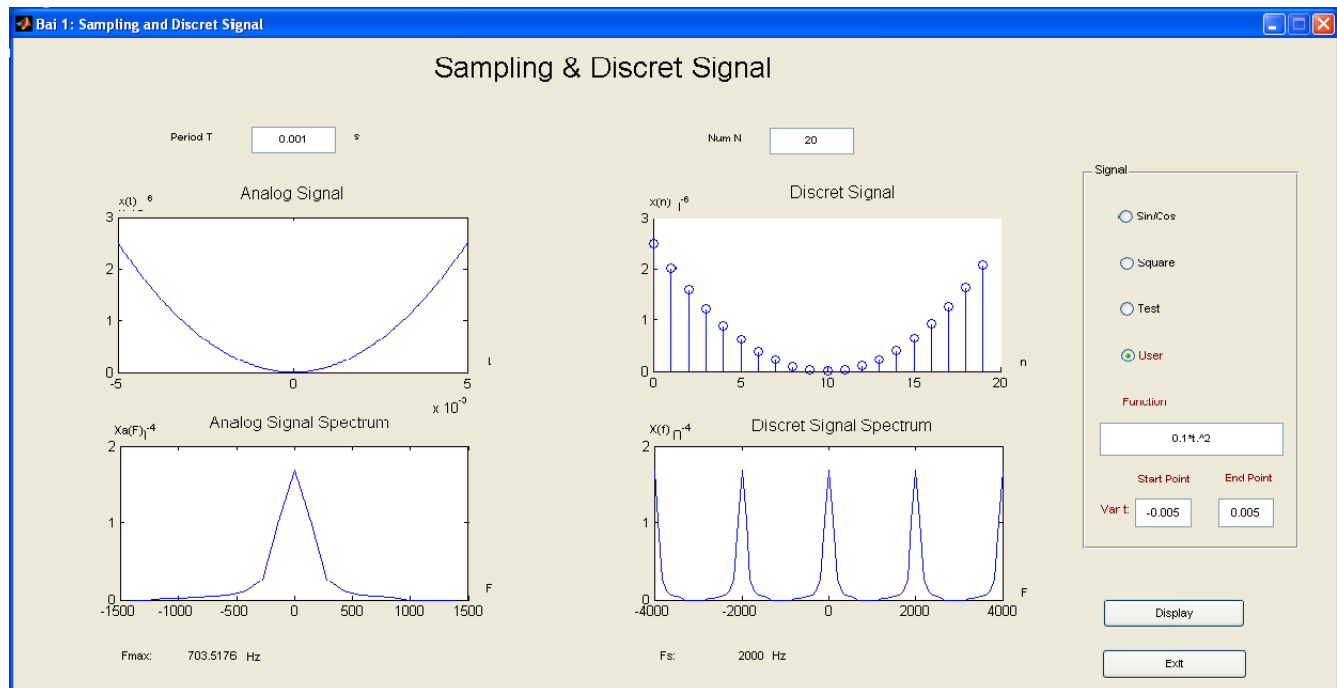 Bai 1: Sampling and Discret Signal
Sampling & Discret Signal
Period T 0.001 s
Num N 20
Analog Signal
x(t) -6
3
2
1
0
-5 0 5
t
x 10-3
Discret Signal
x(n) -6
3
2
1
0
0 5 10 15 20
n
Analog Signal Spectrum
Xa(F) -4
2
1
0
-1500 -1000 -500 0 500 1000 1500
F
Fmax: 703.5176 Hz
Discret Signal Spectrum
X(f) -4
2
1
0
-4000 -2000 0 2000 4000
F
Fs: 2000 Hz
Signal
Sin/Cos
Square
Test
User
Function
0.1*t.^2
Start Point End Point
Var t: -0.005 0.005
Display
Exit